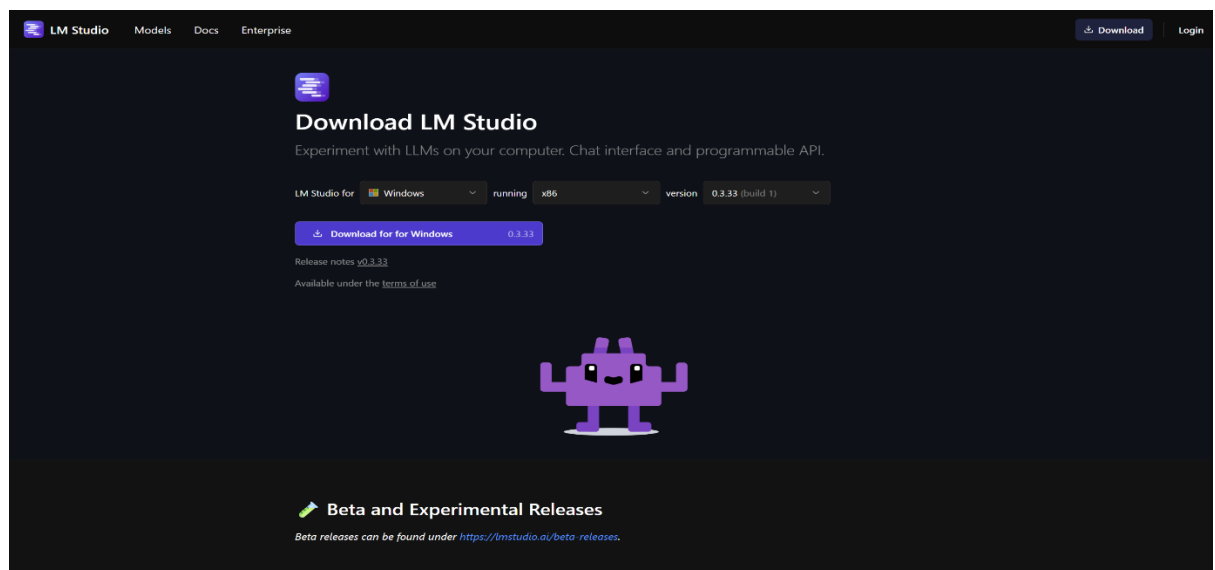 LM Studio Models Docs Enterprise Download Login
Download LM Studio
Experiment with LLMs on your computer. Chat interface and programmable API.
LM Studio for Windows running x86 version 0.3.33 (build 1)
Download for for Windows 0.3.33
Release notes v0.3.33
Available under the terms of use
Beta and Experimental Releases
Beta releases can be found under https://lmstudio.ai/beta-releases.